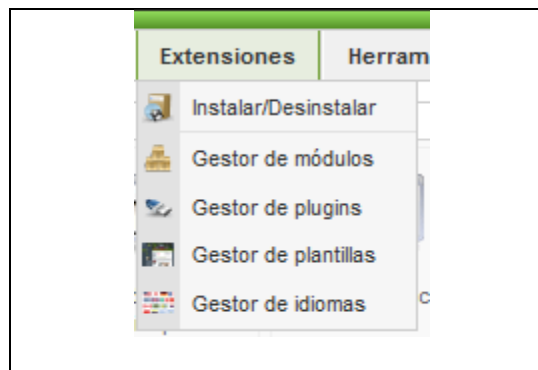 Extensiones Herram
Instalar/Desinstalar
Gestor de módulos
Gestor de plugins
Gestor de plantillas
Gestor de idiomas